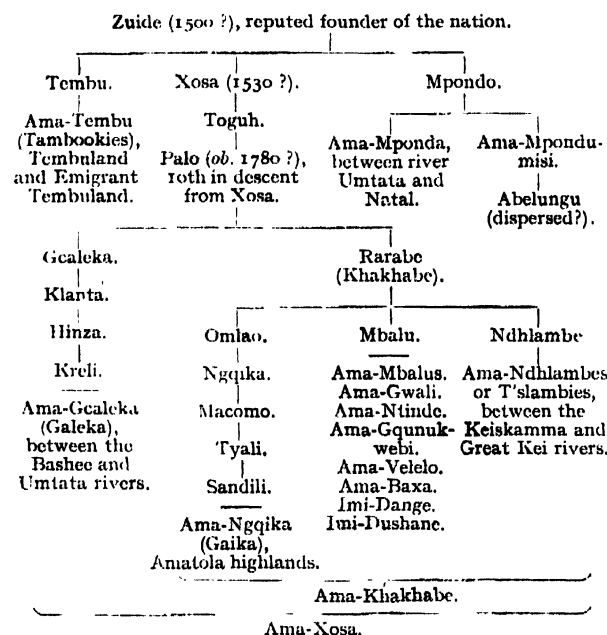 Zuide (1500 ?), reputed founder of the nation.
Tembu.
Ama-Tembu
(Tambookies),
Tembuland
and Emigrant
Tembuland.
Xosa (1530 ?).
Toguh.
Palo (ob. 1780 ?),
10th in descent
from Xosa.
Mpondo.
Ama-Mponda,
between river
Umtata and
Natal.
Ama-Mpondu-
misi.
Abelungu
(dispersed?).
Gcaleka.
Klanta.
Hinza.
Kreli.
Ama-Gcaleka
(Galeka),
between the
Bashee and
Umtata rivers.
Rarabe
(Khakhabe).
Omlao.
Ngqika.
Macomo.
Tyali.
Sandili.
Ama-Ngqika
(Gaika),
Amatola highlands.
Mbalu.
Ama-Mbalus.
Ama-Gwali.
Ama-Ntinde.
Ama-Gqunuk-
webi.
Ama-Velelo.
Ama-Baxa.
Imi-Dange.
Imi-Dushane.
Ndhlambe
Ama-Ndhlambes
or T'slambies,
between the
Keiskamma and
Great Kei rivers.
Ama-Khakhabe.
Ama-Xosa.